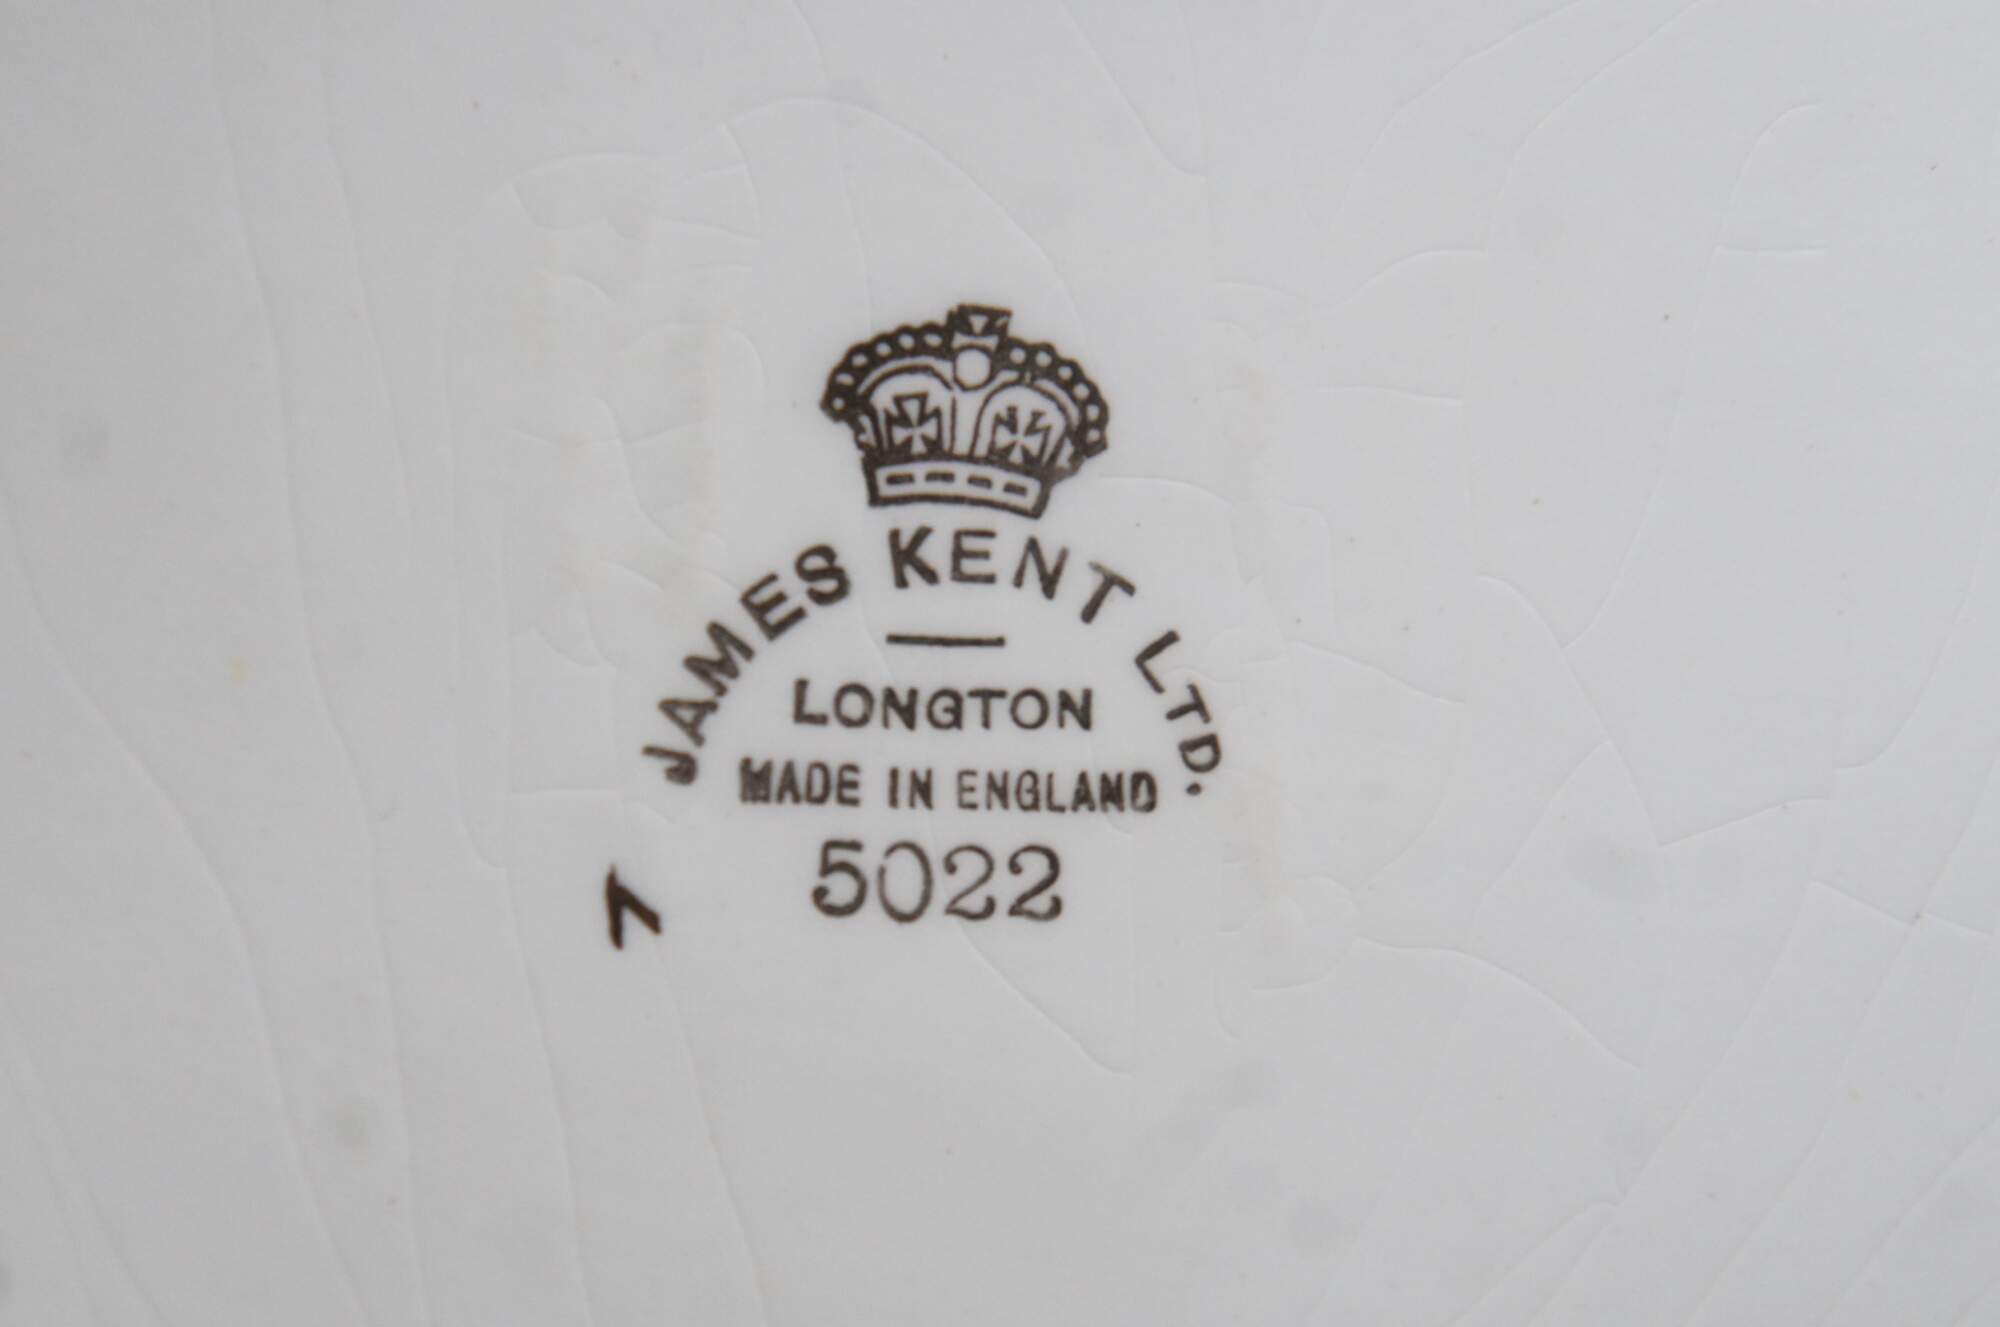 JAMES KENT LTD.
LONGTON
MADE IN ENGLAND
5022